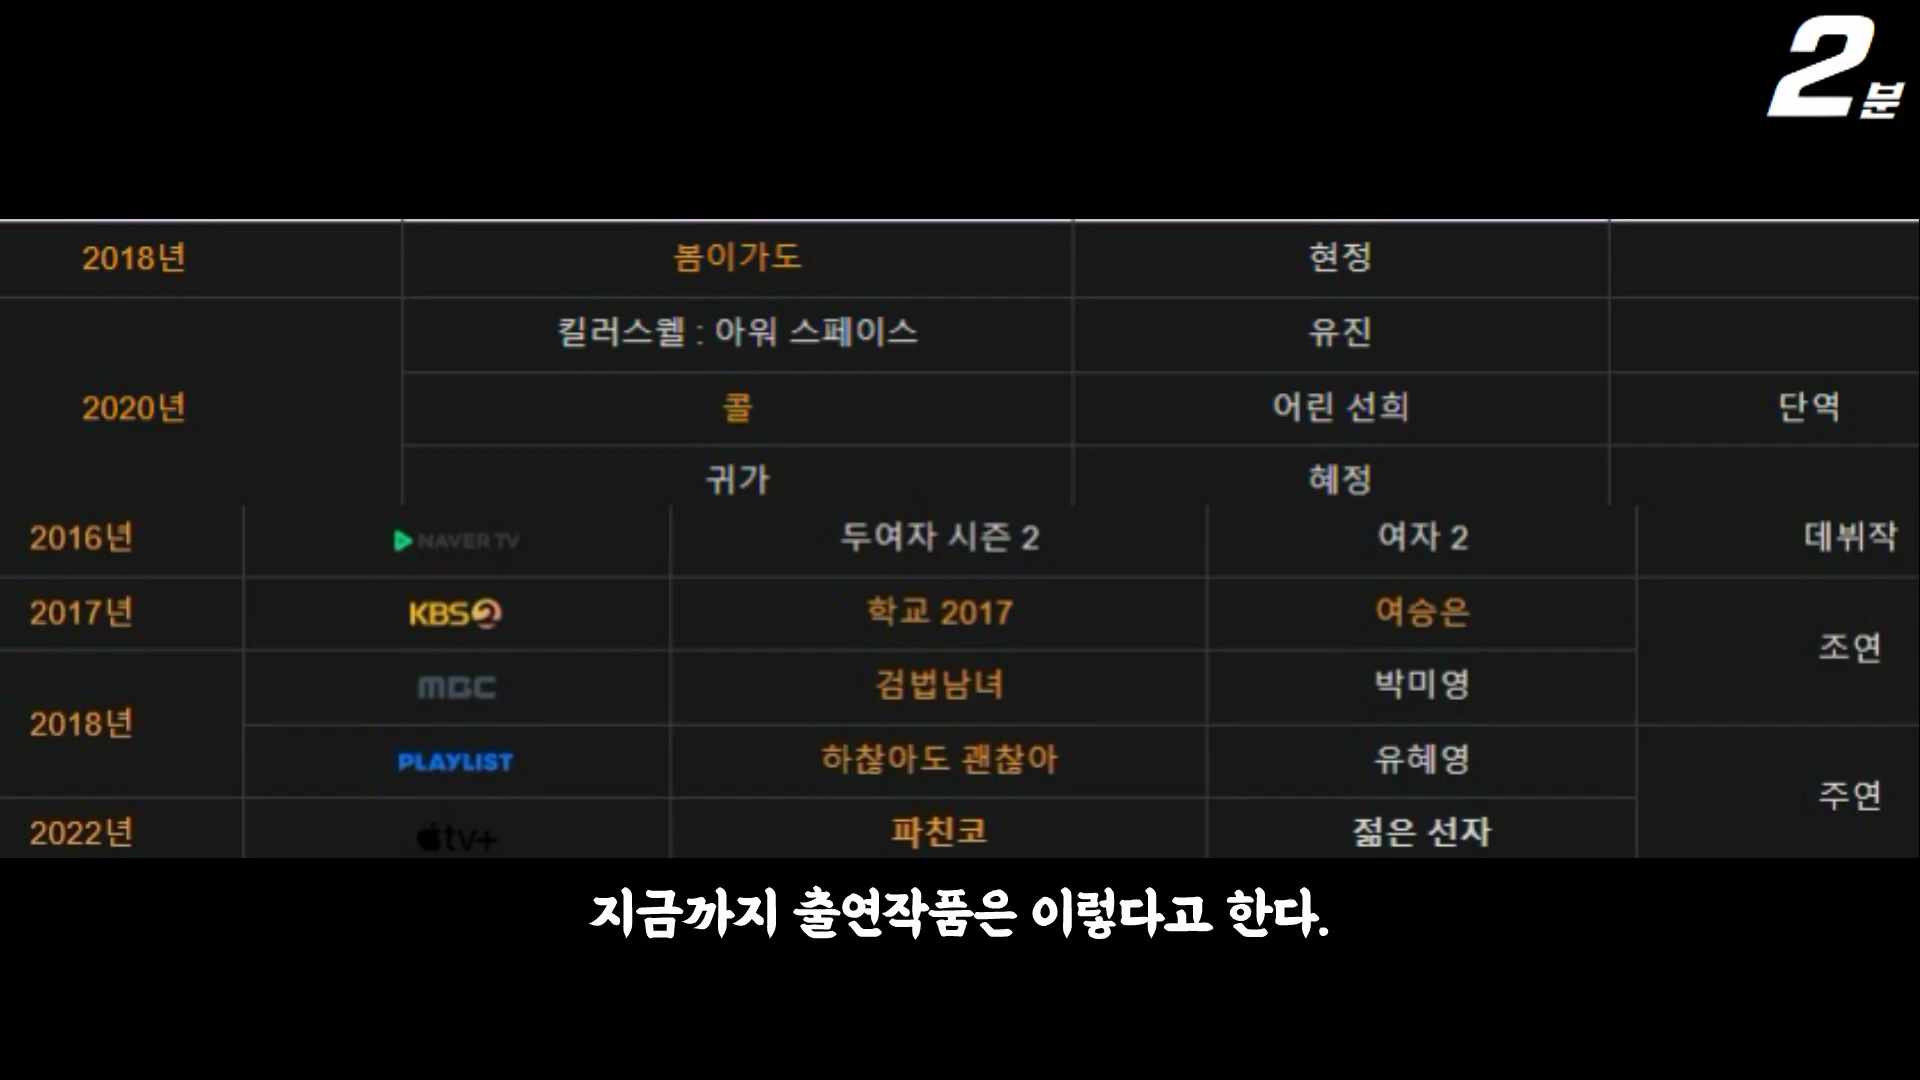 2분
2018년 봄이가도 현정
킬러스웰 : 아워 스페이스 유진
2020년 콜 어린 선희 단역
귀가 혜정
2016년 NAVER TV 두여자 시즌 2 여자 2 데뷔작
2017년 KBS2 학교 2017 여승은
조연
MBC 검법남녀 박미영
2018년
PLAYLIST 하찮아도 괜찮아 유혜영
주연
2022년 tv+ 파친코 젊은 선자
지금까지 출연작품은 이렇다고 한다.